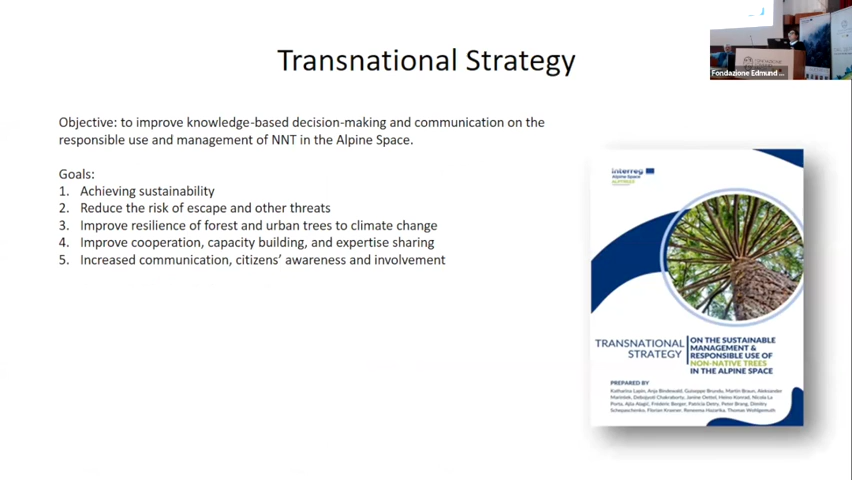 Transnational Strategy
Fondazione Edmund ...
Objective: to improve knowledge-based decision-making and communication on the
responsible use and management of NNT in the Alpine Space.
Goals:
1. Achieving sustainability
2. Reduce the risk of escape and other threats
3. Improve resilience of forest and urban trees to climate change
4. Improve cooperation, capacity building, and expertise sharing
5. Increased communication, citizens’ awareness and involvement
Interreg
Alpine Space
TRANSNATIONAL
STRATEGY
ON THE SUSTAINABLE
MANAGEMENT &
RESPONSIBLE USE OF
NON-NATIVE TREES
IN THE ALPINE SPACE
PREPARED BY
Katharina Lapin, Anja Bindewald, Guiseppe Brundu, Martin Braun, Aleksander
Marinšek, Debojyoti Chakraborty, Janine Oettel, Heino Konrad, Nicola La
Porta, Ajša Alagić, Frédéric Berger, Patricia Detry, Peter Brang, Dimitry
Schepaschenko, Florian Kraxner, Raneema Hazarika, Thomas Wohlgemuth